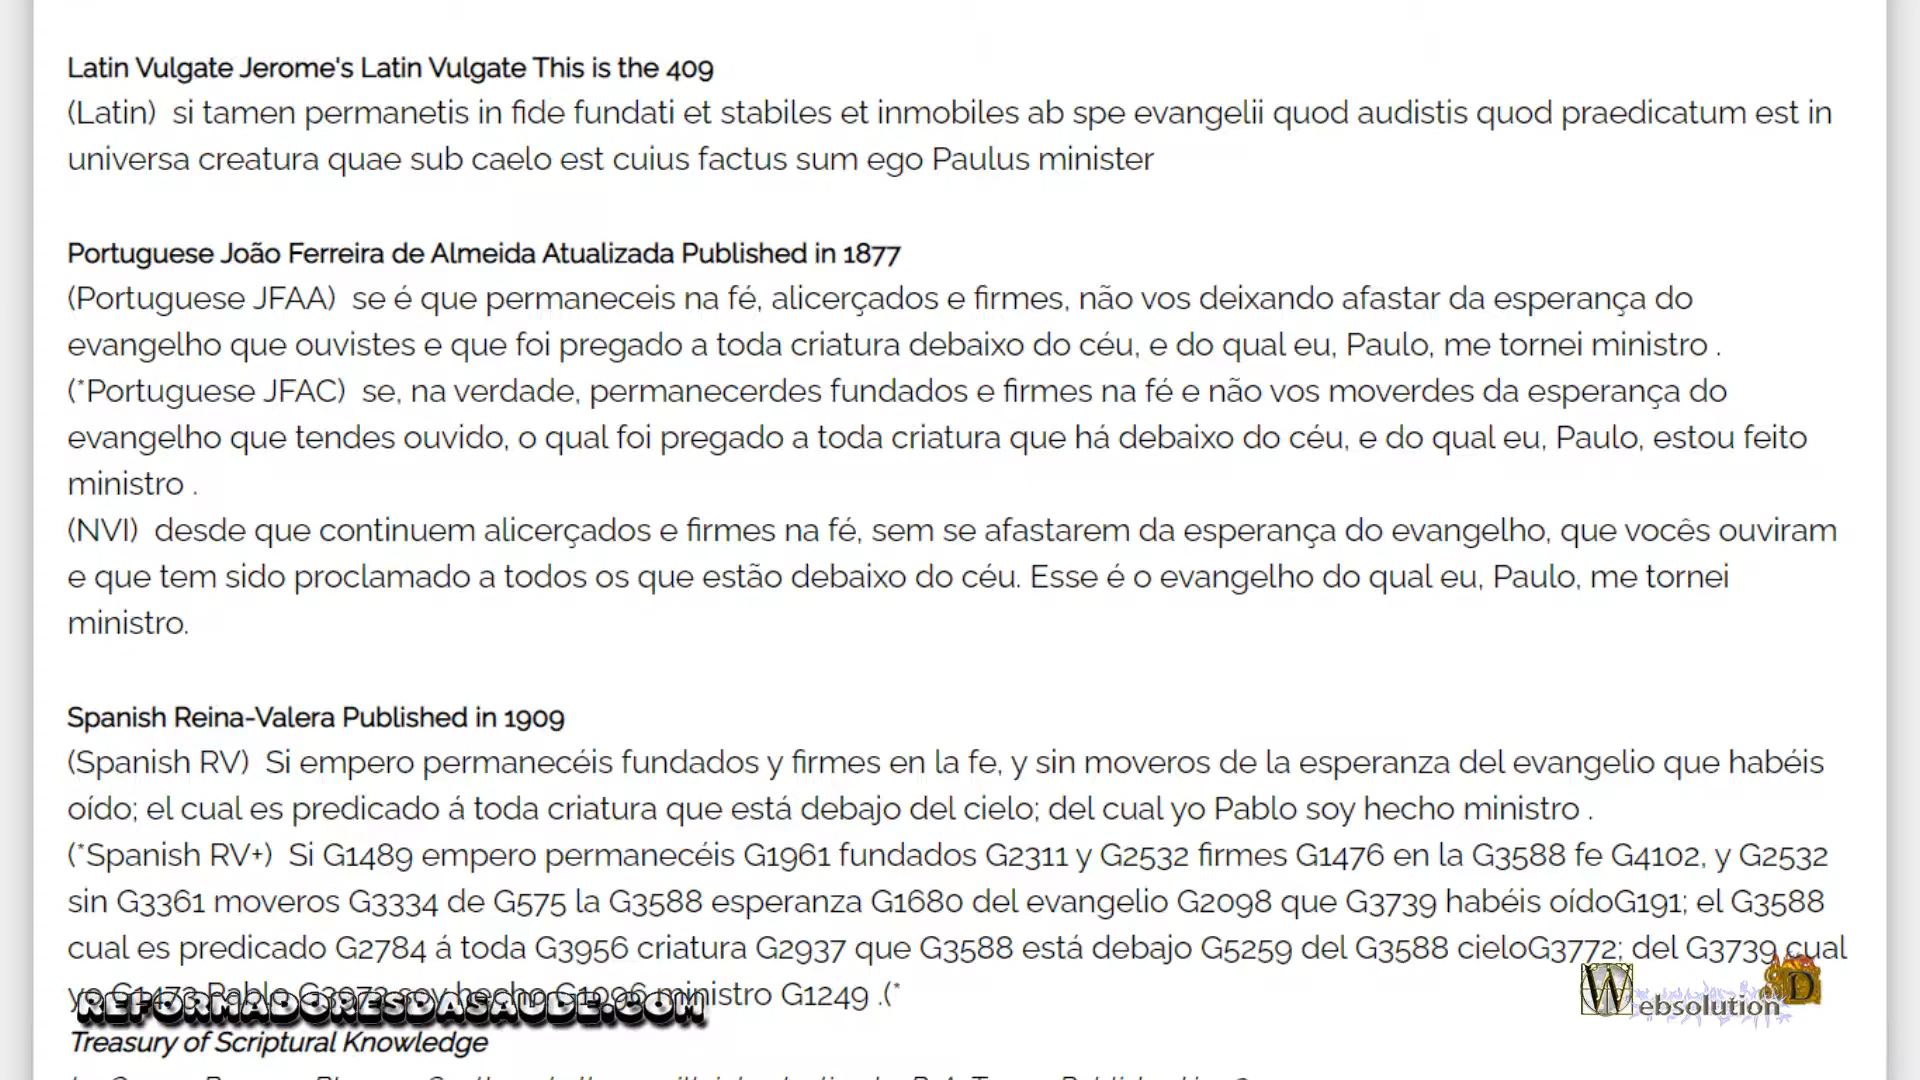 Latin Vulgate Jerome's Latin Vulgate This is the 409
(Latin) si tamen permanetis in fide fundati et stabiles et inmobiles ab spe evangelii quod audistis quod praedicatum est in
universa creatura quae sub caelo est cuius factus sum ego Paulus minister
Portuguese João Ferreira de Almeida Atualizada Published in 1877
(Portuguese JFAA) se é que permaneceis na fé, alicerçados e firmes, não vos deixando afastar da esperança do
evangelho que ouvistes e que foi pregado a toda criatura debaixo do céu, e do qual eu, Paulo, me tornei ministro .
(*Portuguese JFAC) se, na verdade, permanecerdes fundados e firmes na fé e não vos moverdes da esperança do
evangelho que tendes ouvido, o qual foi pregado a toda criatura que há debaixo do céu, e do qual eu, Paulo, estou feito
ministro .
(NVI) desde que continuem alicerçados e firmes na fé, sem se afastarem da esperança do evangelho, que vocês ouviram
e que tem sido proclamado a todos os que estão debaixo do céu. Esse é o evangelho do qual eu, Paulo, me tornei
ministro.
Spanish Reina-Valera Published in 1909
(Spanish RV) Si empero permanecéis fundados y firmes en la fe, y sin moveros de la esperanza del evangelio que habéis
oído; el cual es predicado á toda criatura que está debajo del cielo; del cual yo Pablo soy hecho ministro .
(*Spanish RV+) Si G1489 empero permanecéis G1961 fundados G2311 y G2532 firmes G1476 en la G3588 fe G4102, y G2532
sin G3361 moveros G3334 de G575 la G3588 esperanza G1680 del evangelio G2098 que G3739 habéis oídoG191; el G3588
cual es predicado G2784 á toda G3956 criatura G2937 que G3588 está debajo G5259 del G3588 cieloG3772; del G3739 cual
yo G1473 Pablo G3972 soy hecho G1096 ministro G1249 .(*
REFORMADORESDASAUDE.COM
Websolution D
Treasury of Scriptural Knowledge